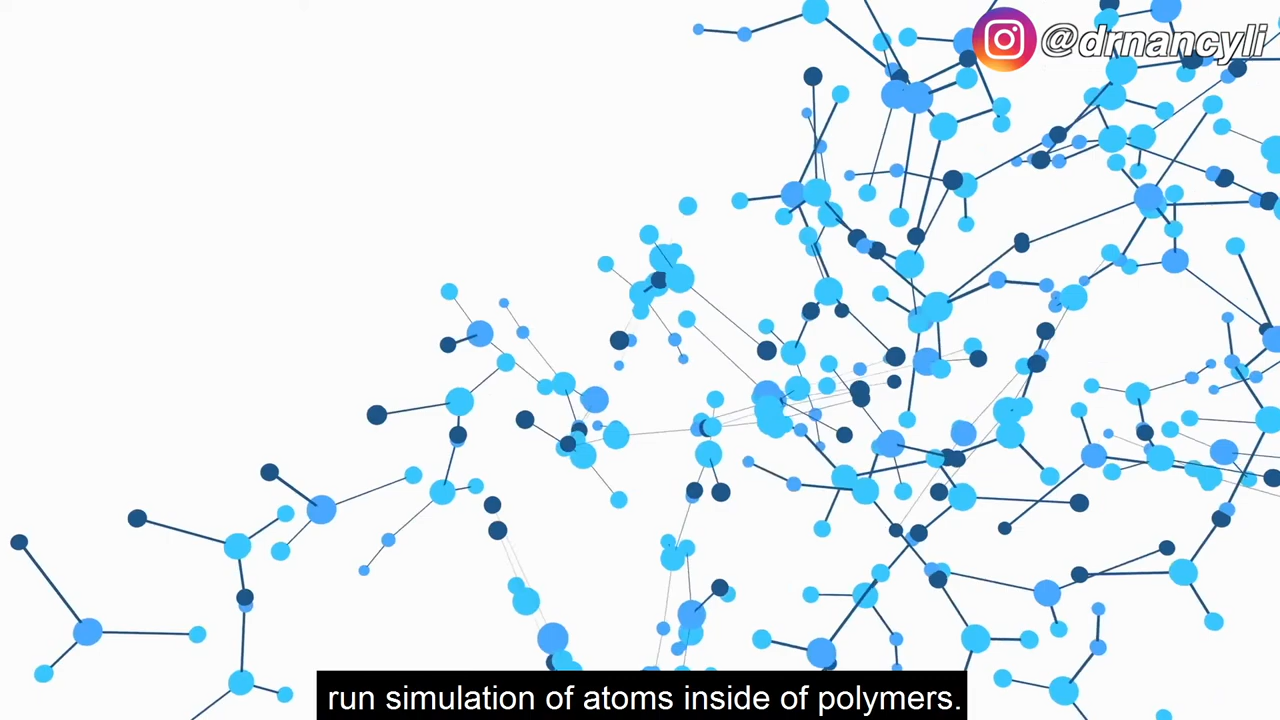 @drnancyli
run simulation of atoms inside of polymers.